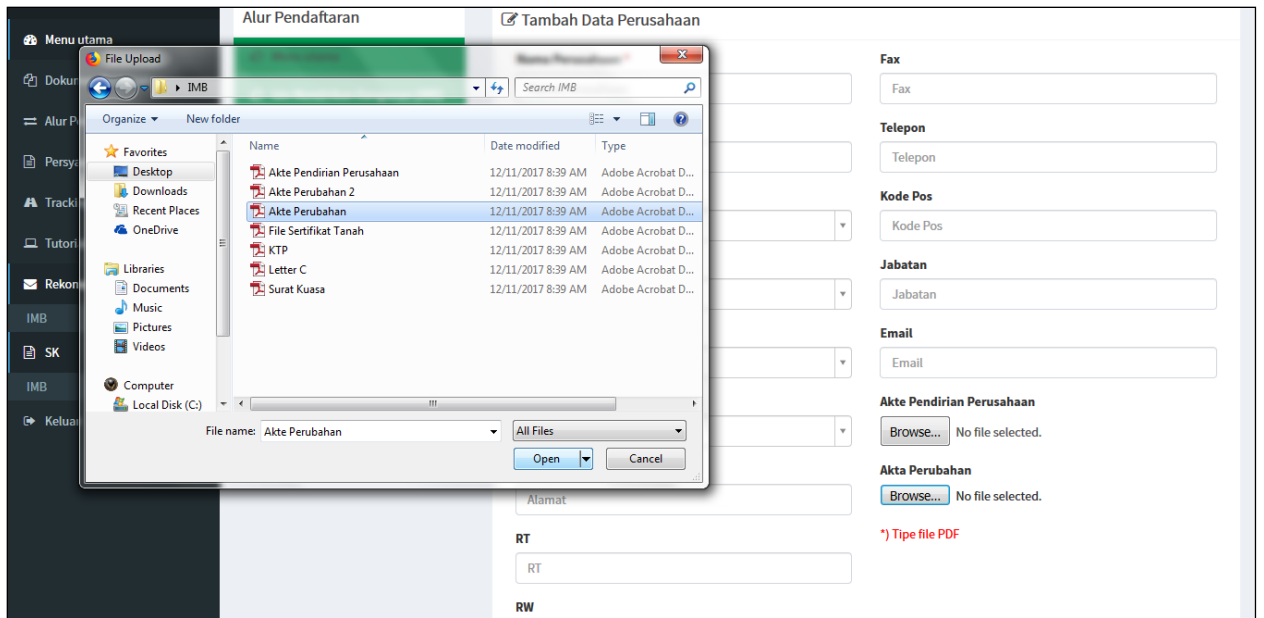 Alur Pendaftaran
Tambah Data Perusahaan
Menu utama
Dokur
Alur P
Persya
Tracki
Tutori
Rekon
IMB
SK
IMB
Kelua
File Upload
IMB
Search IMB
Organize
New folder
Favorites
Desktop
Downloads
Recent Places
OneDrive
Libraries
Documents
Music
Pictures
Videos
Computer
Local Disk (C:)
Name Date modified Type
Akte Pendirian Perusahaan 12/11/2017 8:39 AM Adobe Acrobat D...
Akte Perubahan 2 12/11/2017 8:39 AM Adobe Acrobat D...
Akte Perubahan 12/11/2017 8:39 AM Adobe Acrobat D...
File Sertifikat Tanah 12/11/2017 8:39 AM Adobe Acrobat D...
KTP 12/11/2017 8:39 AM Adobe Acrobat D...
Letter C 12/11/2017 8:39 AM Adobe Acrobat D...
Surat Kuasa 12/11/2017 8:39 AM Adobe Acrobat D...
File name: Akte Perubahan
All Files
Open Cancel
Alamat
RT
RT
RW
Fax
Fax
Telepon
Telepon
Kode Pos
Kode Pos
Jabatan
Jabatan
Email
Email
Akte Pendirian Perusahaan
Browse... No file selected.
Akta Perubahan
Browse... No file selected.
*) Tipe file PDF